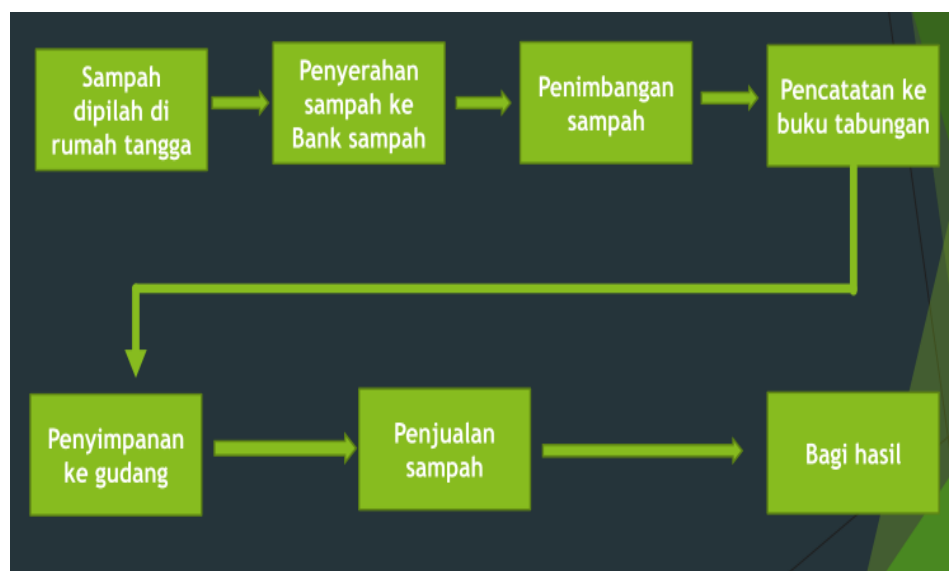 Sampah
dipilah di
rumah tangga
Penyerahan
sampah ke
Bank sampah
Penimbangan
sampah
Pencatatan ke
buku tabungan
Penyimpanan
ke gudang
Penjualan
sampah
Bagi hasil